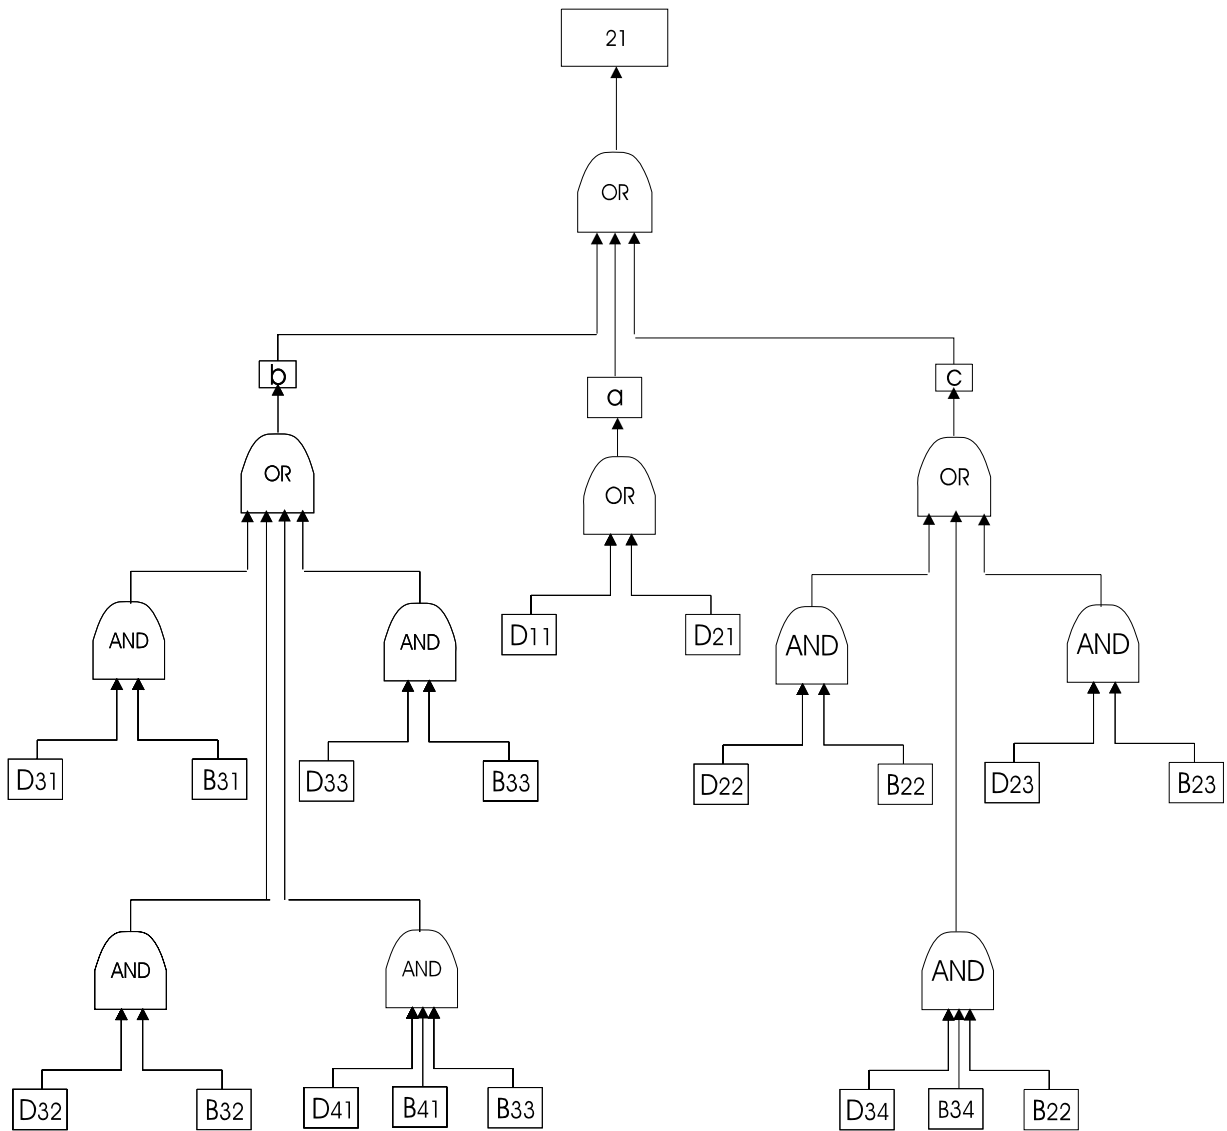 21
OR
b
a
c
OR
OR
OR
AND
AND
D11
D21
AND
AND
D31
B31
D33
B33
D22
B22
D23
B23
AND
AND
AND
D32
B32
D41
B41
B33
D34
B34
B22